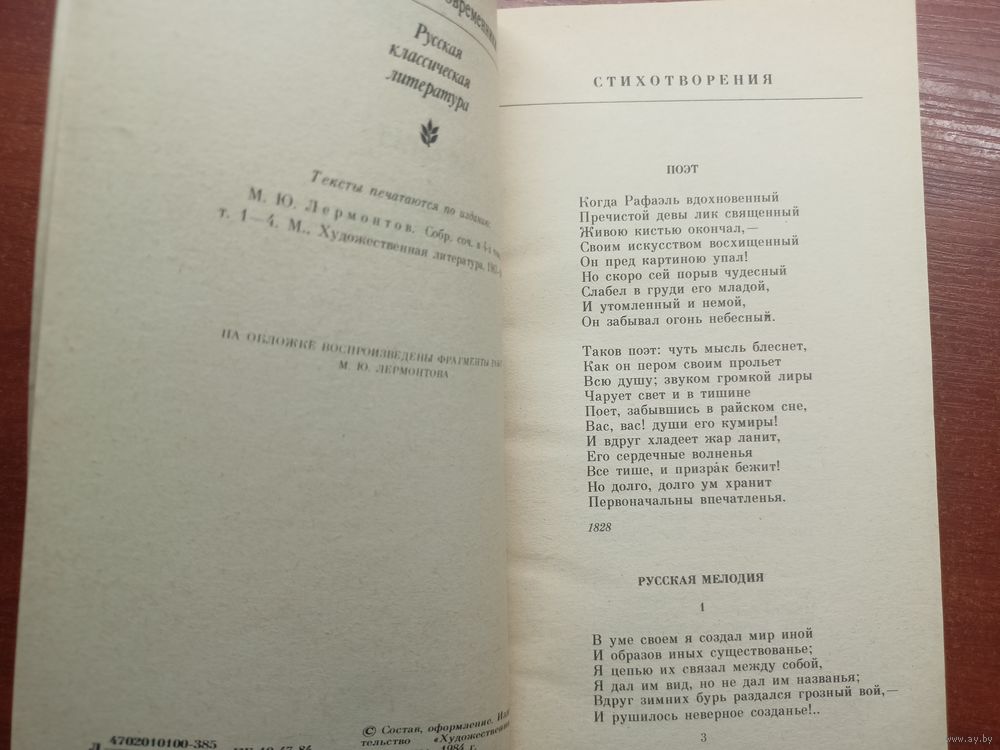 Русская
классическая
литература
Тексты печатаются по изданию:
М. Ю. Лермонтов. Собр. соч. в 4-х
т. 1—4. М., Художественная литература,
НА ОБЛОЖКЕ ВОСПРОИЗВЕДЕНЫ ФРАГМЕНТЫ
М. Ю. ЛЕРМОНТОВА
4702010100-385
© Состав, оформление.
тельство «Художествен
1984 г.
СТИХОТВОРЕНИЯ
ПОЭТ
Когда Рафаэль вдохновенный
Пречистой девы лик священный
Живою кистью окончал,—
Своим искусством восхищенный
Он пред картиною упал!
Но скоро сей порыв чудесный
Слабел в груди его младой,
И утомленный и немой,
Он забывал огонь небесный.
Таков поэт: чуть мысль блеснет,
Как он пером своим прольет
Всю душу; звуком громкой лиры
Чарует свет и в тишине
Поет, забывшись в райском сне,
Вас, вас! души его кумиры!
И вдруг хладеет жар ланит,
Его сердечные волненья
Все тише, и призрак бежит!
Но долго, долго ум хранит
Первоначальны впечатленья.
1828
РУССКАЯ МЕЛОДИЯ
1
В уме своем я создал мир иной
И образов иных существованье;
Я цепью их связал между собой,
Я дал им вид, но не дал им названья;
Вдруг зимних бурь раздался грозный вой,—
И рушилось неверное созданье!..
3
www.ay.by